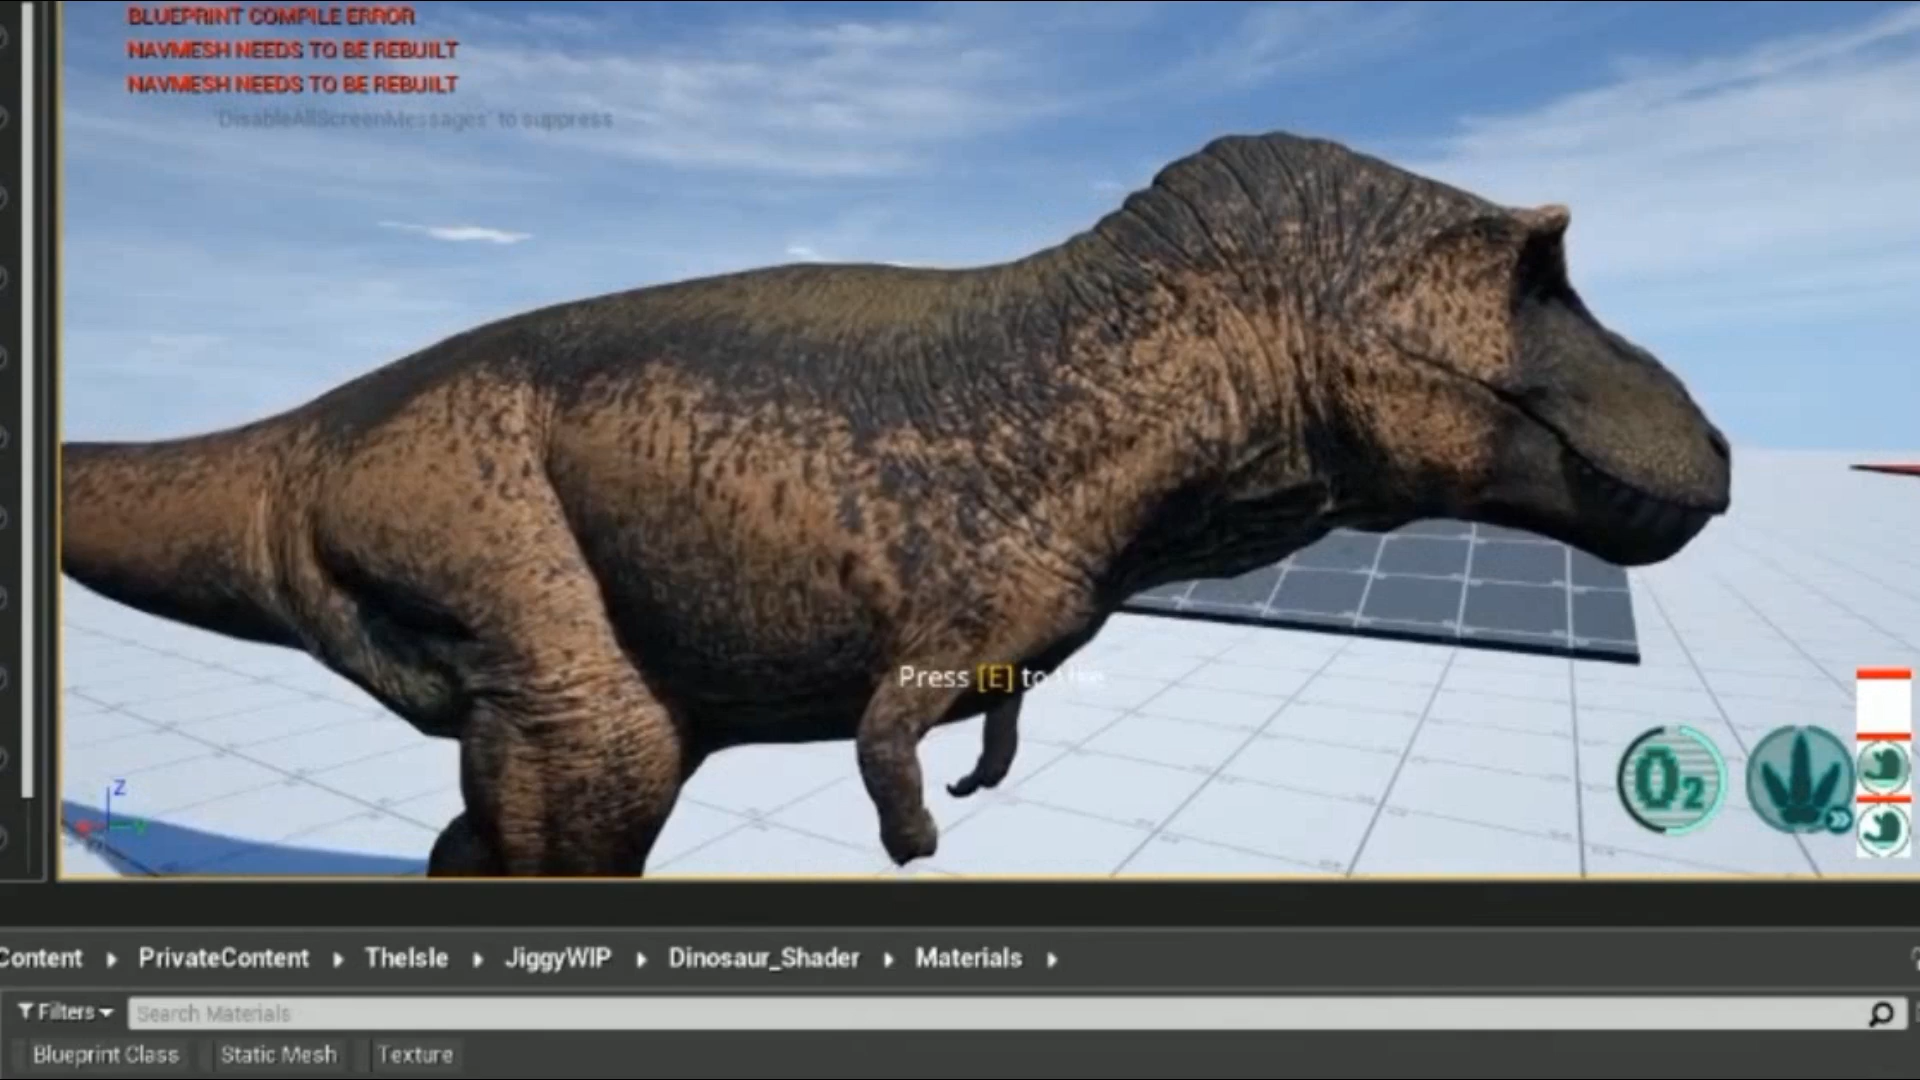 BLUEPRINT COMPILE ERROR
NAVMESH NEEDS TO BE REBUILT
NAVMESH NEEDS TO BE REBUILT
'DisableAllScreenMessages' to suppress
Press [E] to Use
O2
Z
Content PrivateContent TheIsle JiggyWIP Dinosaur_Shader Materials
Filters Search Materials
Blueprint Class Static Mesh Texture